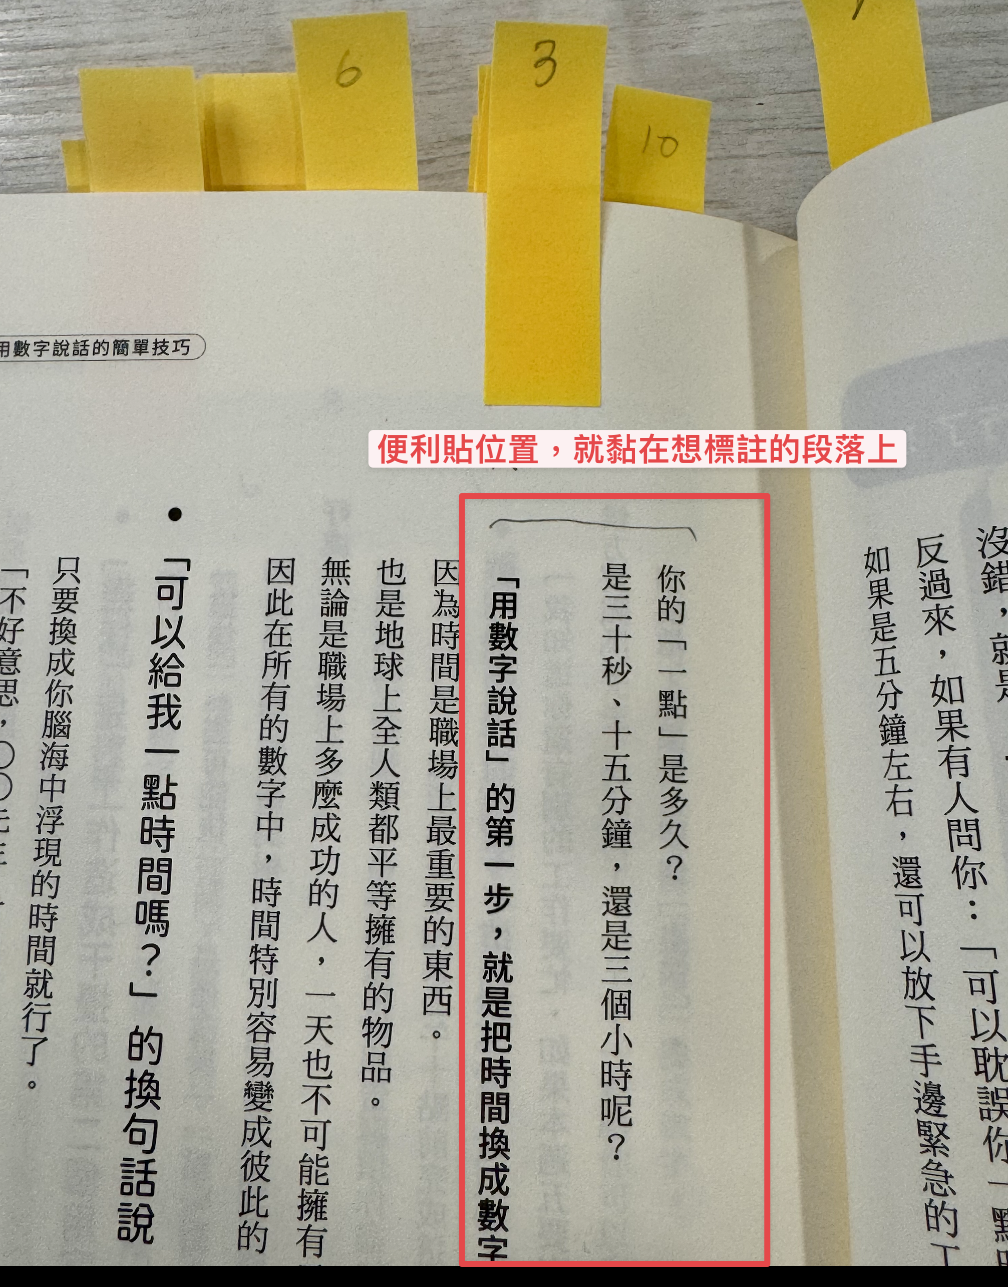 6
3
10
用數字說話的簡單技巧
便利貼位置,就黏在想標註的段落上
沒錯,就是
「可以耽誤你一點
反過來,如果有人問你:
如果是五分鐘左右,還可以放下手邊緊急的工
你的「一點」是多久?
是三十秒、十五分鐘,還是三個小時呢?
「用數字說話」的第一步,就是把時間換成數字
因為時間是職場上最重要的東西。
也是地球上全人類都平等擁有的物品。
無論是職場上多麼成功的人,一天也不可能擁有
因此在所有的數字中,時間特別容易變成彼此的
●「可以給我一點時間嗎?」的換句話說
只要換成你腦海中浮現的時間就行了。
「不好意思,〇〇先生